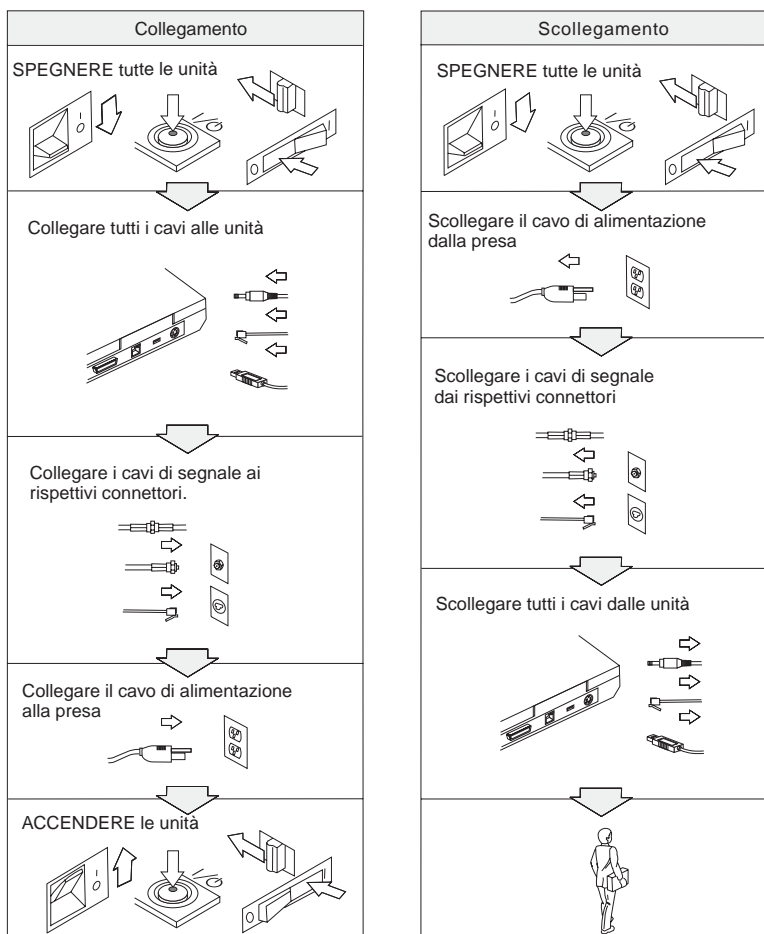 Collegamento
SPEGNERE tutte le unità
Collegare tutti i cavi alle unità
Collegare i cavi di segnale ai
rispettivi connettori.
Collegare il cavo di alimentazione
alla presa
ACCENDERE le unità
Scollegamento
SPEGNERE tutte le unità
Scollegare il cavo di alimentazione
dalla presa
Scollegare i cavi di segnale
dai rispettivi connettori
Scollegare tutti i cavi dalle unità